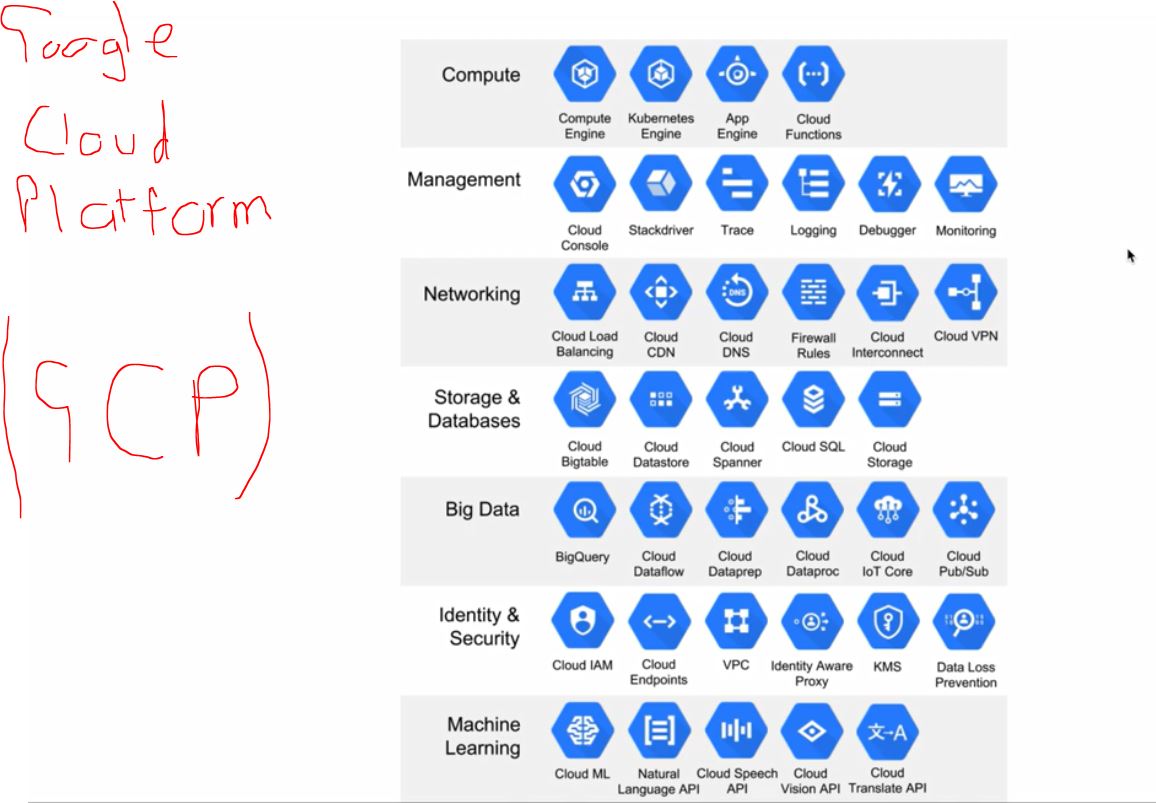 Google
Cloud
Platform
(GCP)
Compute
Compute Engine
Kubernetes Engine
App Engine
Cloud Functions
Management
Cloud Console
Stackdriver
Trace
Logging
Debugger
Monitoring
Networking
Cloud Load Balancing
Cloud CDN
DNS
Cloud DNS
Firewall Rules
Cloud Interconnect
Cloud VPN
Storage & Databases
Cloud Bigtable
Cloud Datastore
Cloud Spanner
Cloud SQL
Cloud Storage
Big Data
BigQuery
Cloud Dataflow
Cloud Dataprep
Cloud Dataproc
Cloud IoT Core
Cloud Pub/Sub
Identity & Security
Cloud IAM
Cloud Endpoints
VPC
Identity Aware Proxy
KMS
Data Loss Prevention
Machine Learning
Cloud ML
Natural Language API
Cloud Speech API
Cloud Vision API
文→A
Cloud Translate API